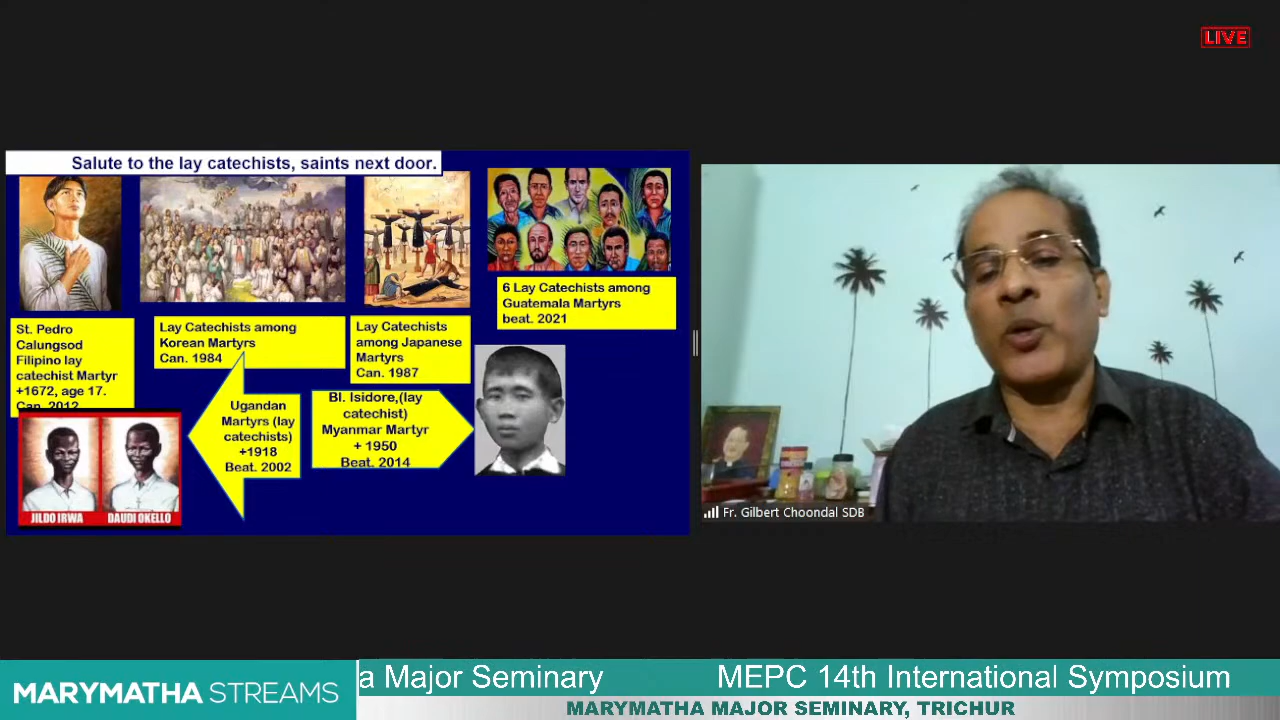 LIVE
Salute to the lay catechists, saints next door.
St. Pedro
Calungsod
Filipino lay
catechist Martyr
+1672, age 17.
Can. 2012
Lay Catechists among
Korean Martyrs
Can. 1984
Lay Catechists
among Japanese
Martyrs
Can. 1987
6 Lay Catechists among
Guatemala Martyrs
beat. 2021
JILDO IRWA
DAUDI OKELLO
Ugandan
Martyrs (lay
catechists)
+1918
Beat. 2002
Bl. Isidore,(lay
catechist)
Myanmar Martyr
+ 1950
Beat. 2014
Fr. Gilbert Choondal SDB
MARYMATHA STREAMS
a Major Seminary MEPC 14th International Symposium
MARYMATHA MAJOR SEMINARY, TRICHUR